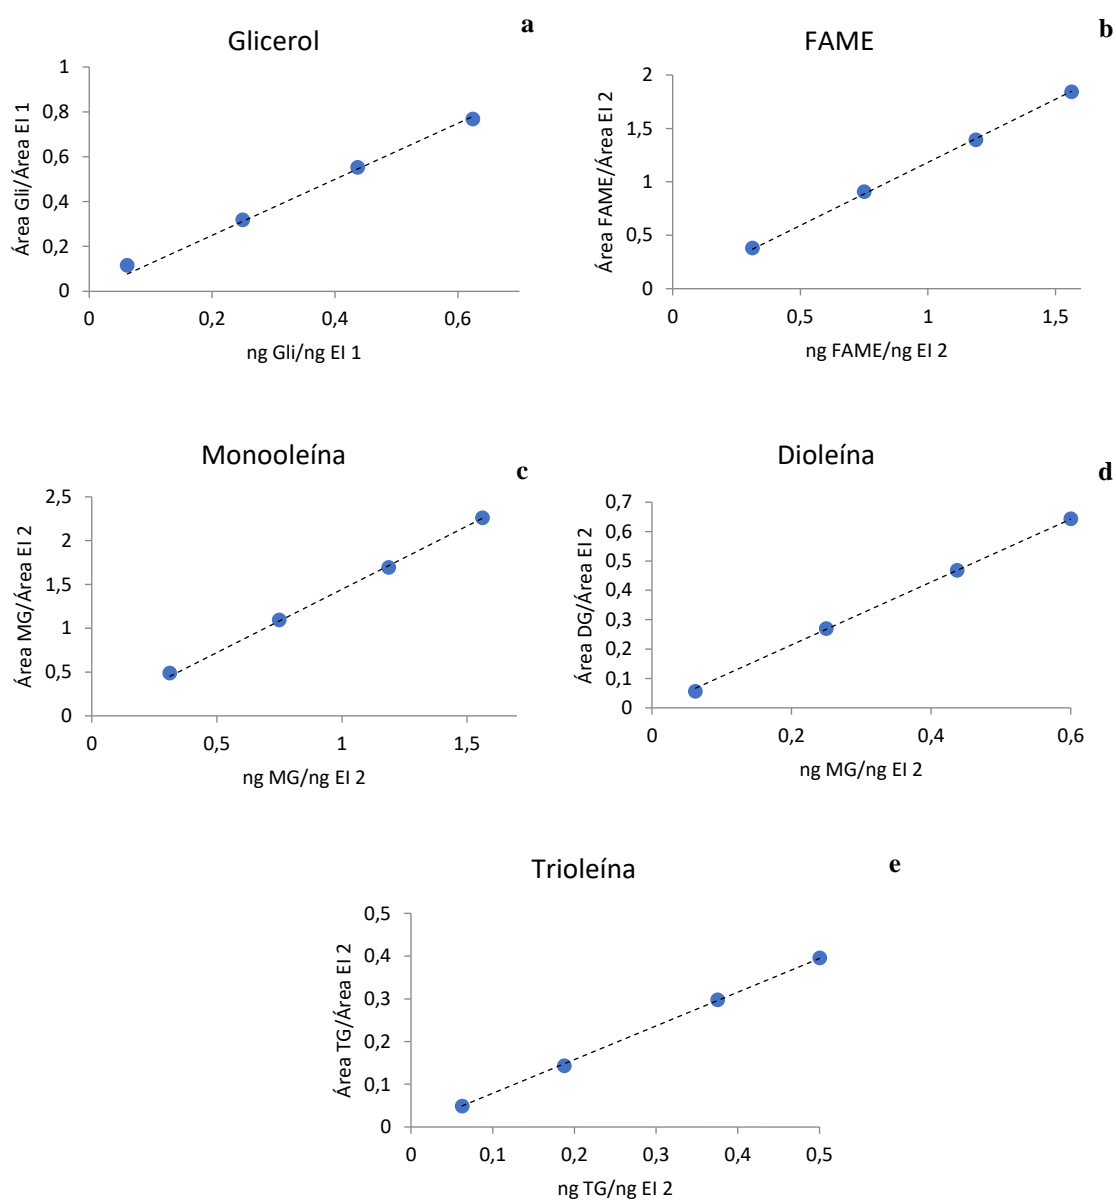 a
Glicerol
Área Gli/Área EI 1
1
0,8
0,6
0,4
0,2
0
0 0,2 0,4 0,6
ng Gli/ng EI 1
b
FAME
Área FAME/Área EI 2
2
1,5
1
0,5
0
0 0,5 1 1,5
ng FAME/ng EI 2
c
Monooleína
Área MG/Área EI 2
2,5
2
1,5
1
0,5
0
0 0,5 1 1,5
ng MG/ng EI 2
d
Dioleína
Área DG/Área EI 2
0,7
0,6
0,5
0,4
0,3
0,2
0,1
0
0 0,2 0,4 0,6
ng MG/ng EI 2
e
Trioleína
Área TG/Área EI 2
0,5
0,4
0,3
0,2
0,1
0
0 0,1 0,2 0,3 0,4 0,5
ng TG/ng EI 2